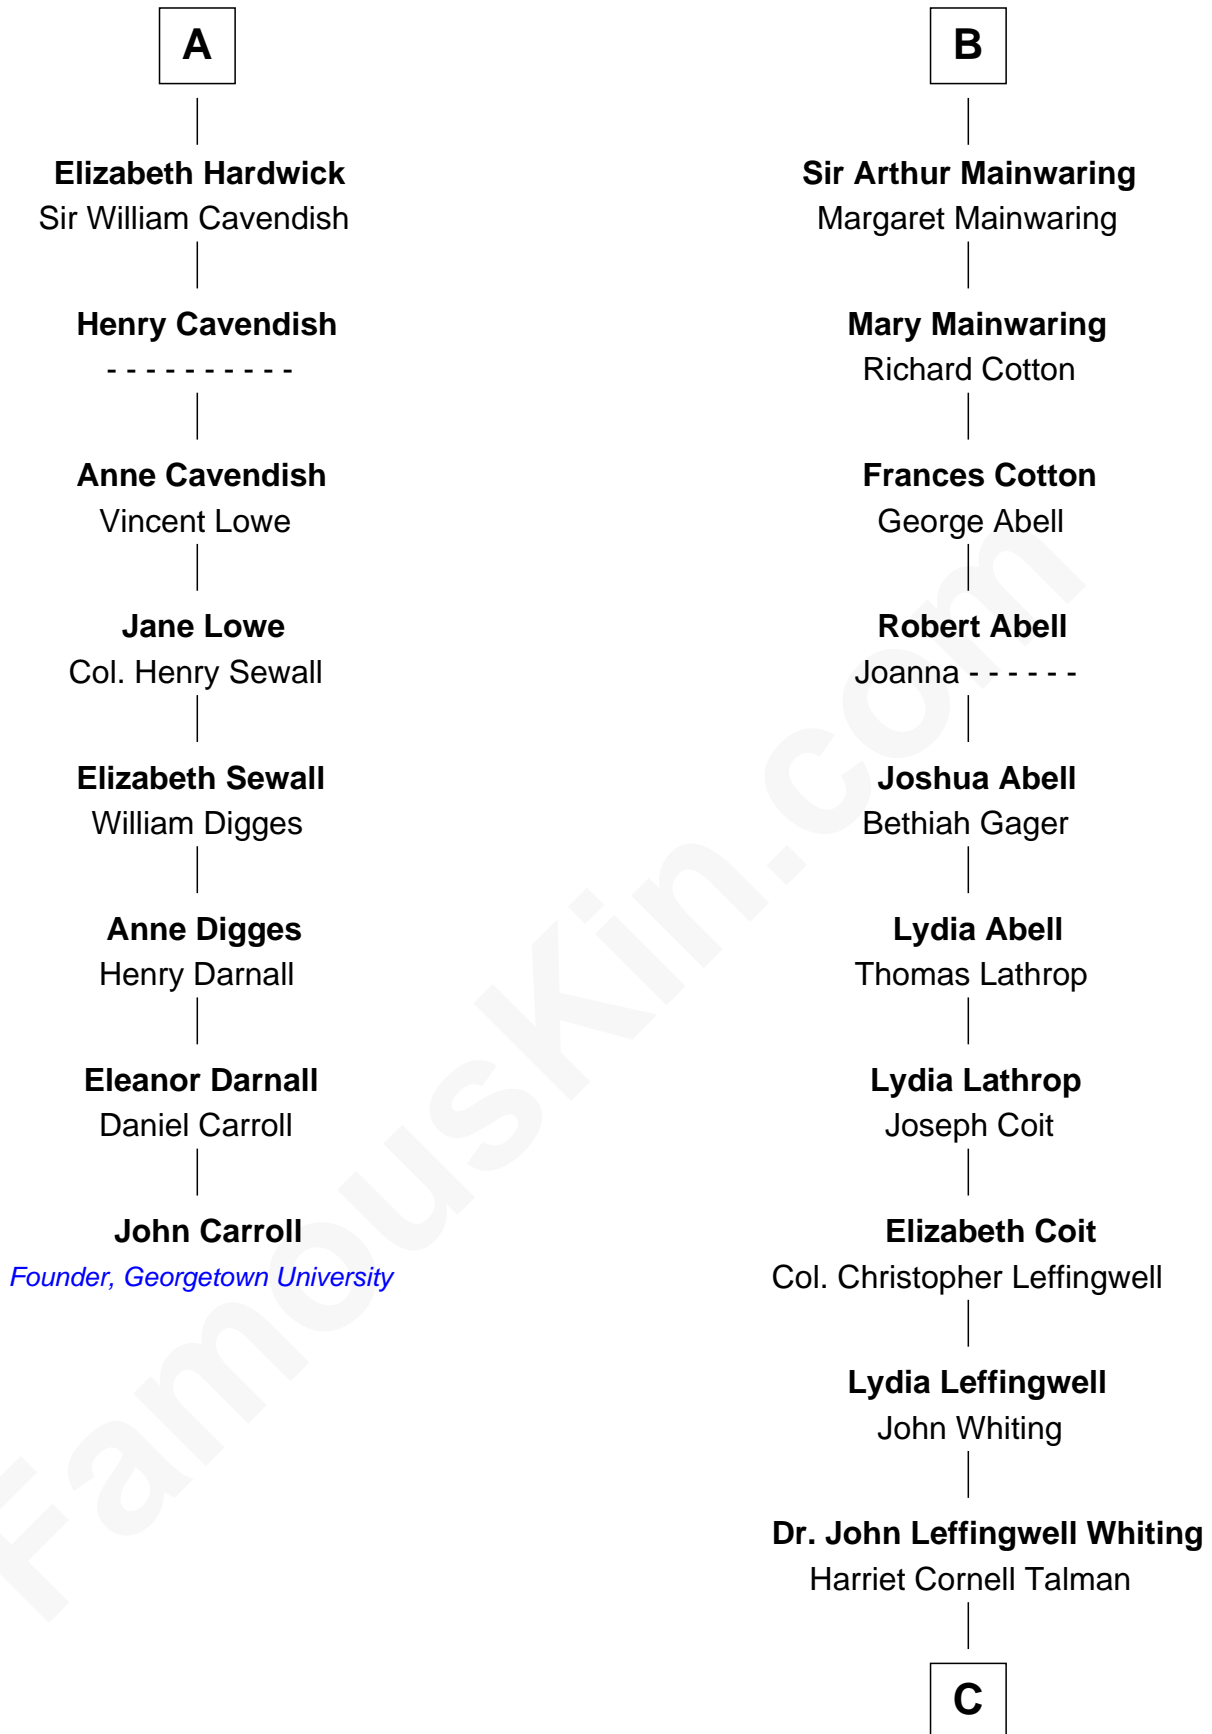 A
Elizabeth Hardwick
Sir William Cavendish
Henry Cavendish
- - - - - - - - - -
Anne Cavendish
Vincent Lowe
Jane Lowe
Col. Henry Sewall
Elizabeth Sewall
William Digges
Anne Digges
Henry Darnall
Eleanor Darnall
Daniel Carroll
John Carroll
Founder, Georgetown University
B
Sir Arthur Mainwaring
Margaret Mainwaring
Mary Mainwaring
Richard Cotton
Frances Cotton
George Abell
Robert Abell
Joanna - - - - - -
Joshua Abell
Bethiah Gager
Lydia Abell
Thomas Lathrop
Lydia Lathrop
Joseph Coit
Elizabeth Coit
Col. Christopher Leffingwell
Lydia Leffingwell
John Whiting
Dr. John Leffingwell Whiting
Harriet Cornell Talman
C
FamousKin.com